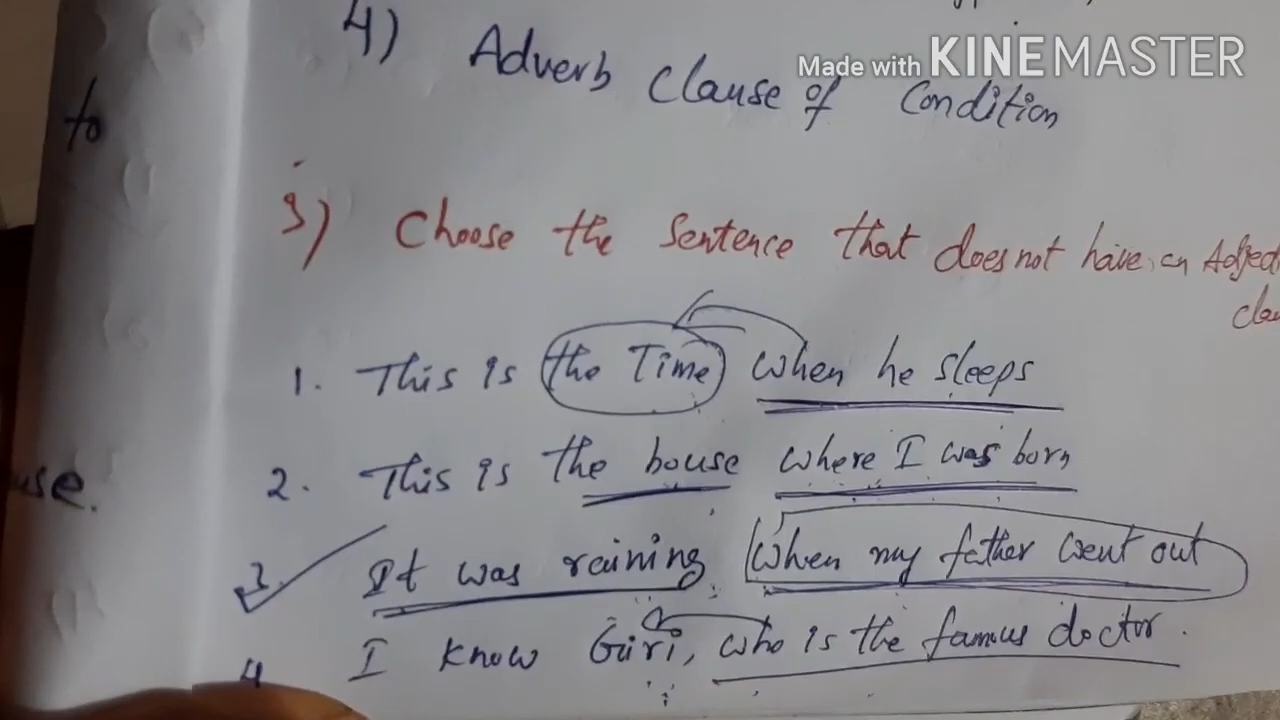 4) Adverb Clause of Condition
Made with KINEMASTER
to
3) Choose the Sentence that does not have an Adject
clau
1. This is the Time when he sleeps
2. This is the house where I was born
use.
3. It was raining when my father went out
4 I know Giri, who is the famous doctor.